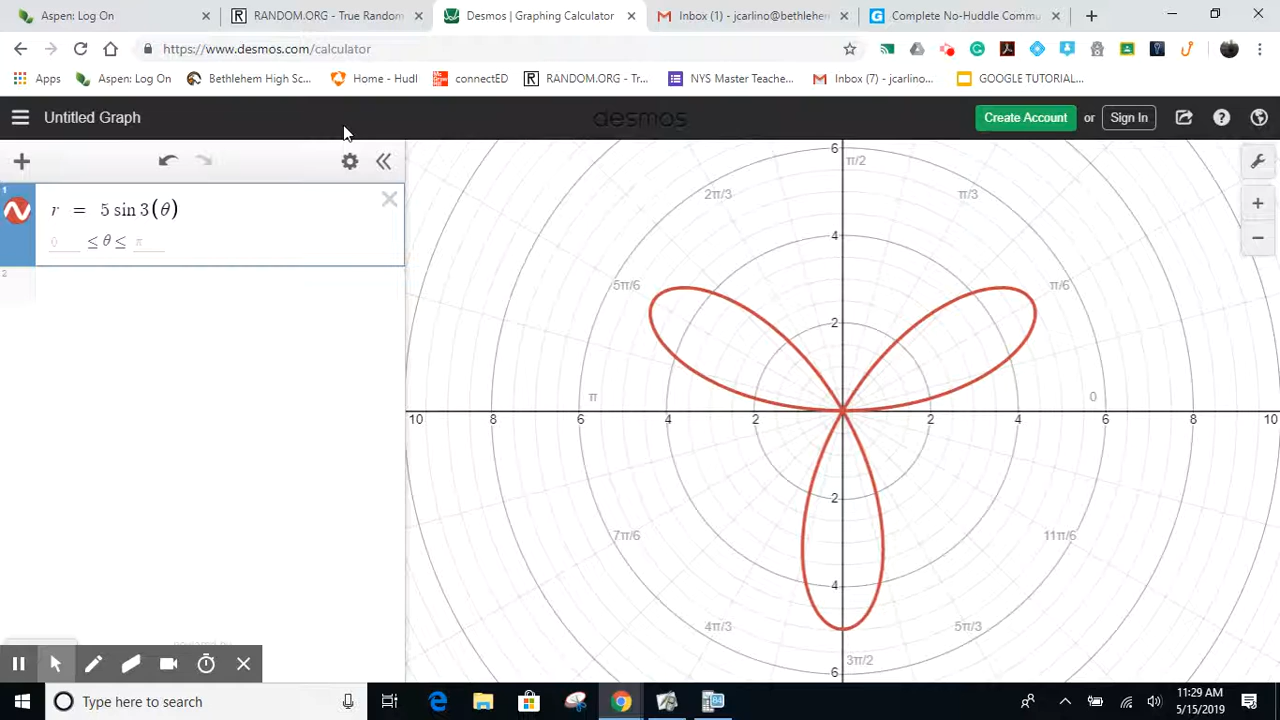 Aspen: Log On
RANDOM.ORG - True Random
Desmos | Graphing Calculator
Inbox (1) - jcarlino@bethlehem
Complete No-Huddle Commu
https://www.desmos.com/calculator
Apps
Aspen: Log On
Bethlehem High Sc...
Home - Hudl
connectED
RANDOM.ORG - Tr...
NYS Master Teache...
Inbox (7) - jcarlino...
GOOGLE TUTORIAL...
Untitled Graph
desmos
Create Account
or
Sign In
1
r = 5 sin 3(θ)
0 ≤ θ ≤ π
2
powered by
6
π/2
2π/3
π/3
4
5π/6
π/6
2
π
0
10 8 6 4 2 2 4 6 8 10
2
7π/6
11π/6
4
4π/3
5π/3
3π/2
6
Type here to search
11:29 AM
5/15/2019